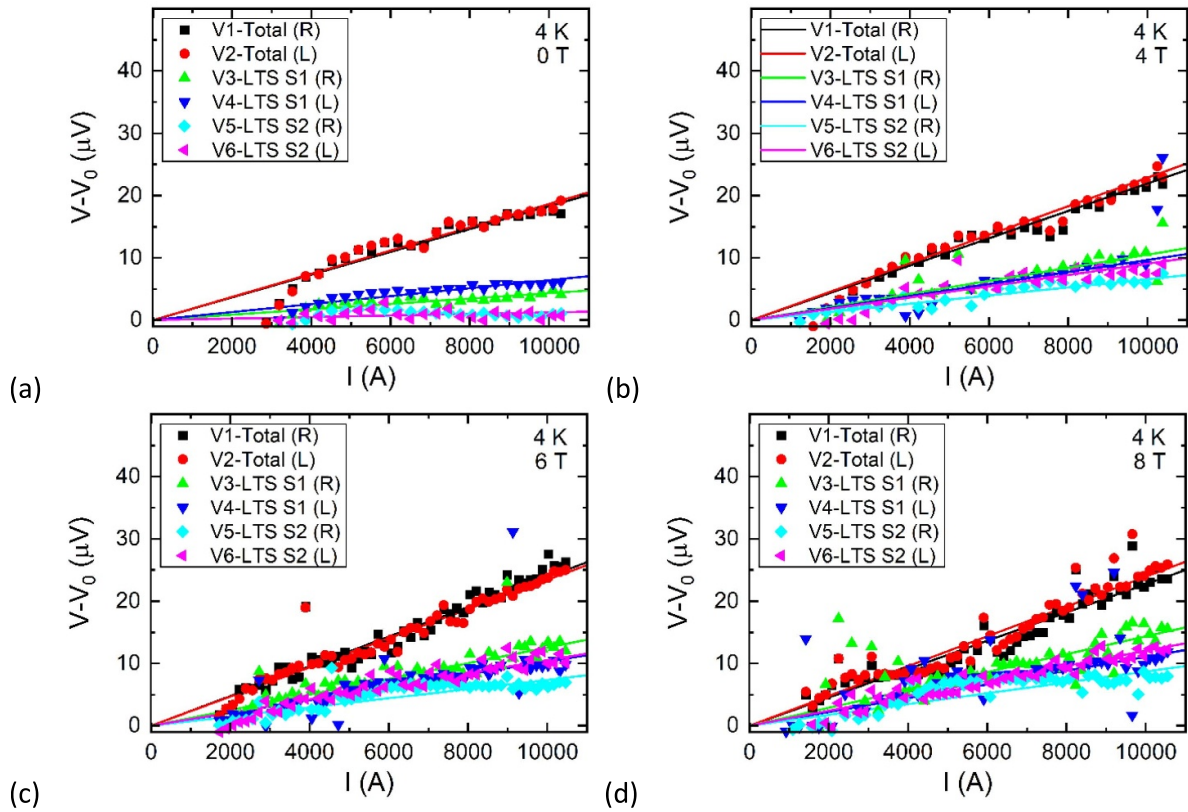 V1-Total (R)
V2-Total (L)
V3-LTS S1 (R)
V4-LTS S1 (L)
V5-LTS S2 (R)
V6-LTS S2 (L)
4 K
0 T
V-V0 (μV)
50
40
30
20
10
0
0 2000 4000 6000 8000 10000
I (A)
(a)
V1-Total (R)
V2-Total (L)
V3-LTS S1 (R)
V4-LTS S1 (L)
V5-LTS S2 (R)
V6-LTS S2 (L)
4 K
4 T
V-V0 (μV)
40
30
20
10
0
0 2000 4000 6000 8000 10000
I (A)
(b)
V1-Total (R)
V2-Total (L)
V3-LTS S1 (R)
V4-LTS S1 (L)
V5-LTS S2 (R)
V6-LTS S2 (L)
4 K
6 T
V-V0 (μV)
40
30
20
10
0
0 2000 4000 6000 8000 10000
I (A)
(c)
V1-Total (R)
V2-Total (L)
V3-LTS S1 (R)
V4-LTS S1 (L)
V5-LTS S2 (R)
V6-LTS S2 (L)
4 K
8 T
V-V0 (μV)
40
30
20
10
0
0 2000 4000 6000 8000 10000
I (A)
(d)